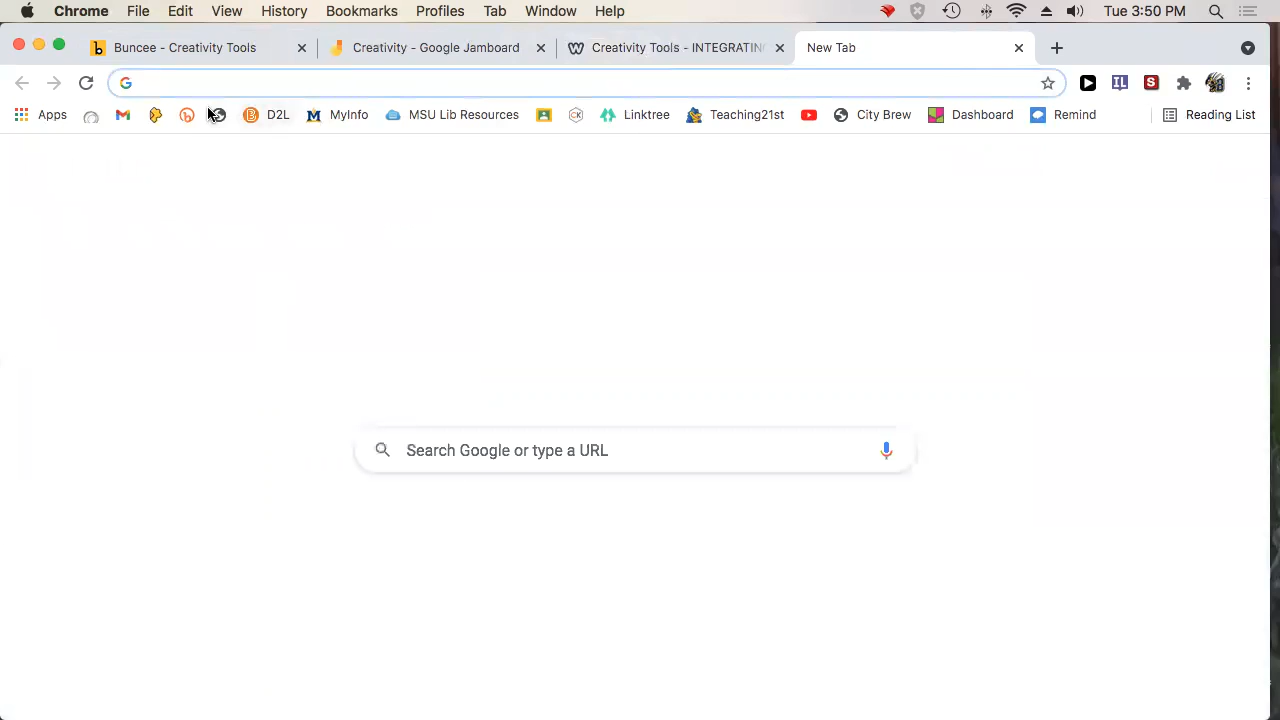 Chrome File Edit View History Bookmarks Profiles Tab Window Help Tue 3:50 PM
Buncee - Creativity Tools Creativity - Google Jamboard Creativity Tools - INTEGRATIN New Tab
Apps D2L MyInfo MSU Lib Resources Linktree Teaching21st City Brew Dashboard Remind Reading List
Search Google or type a URL